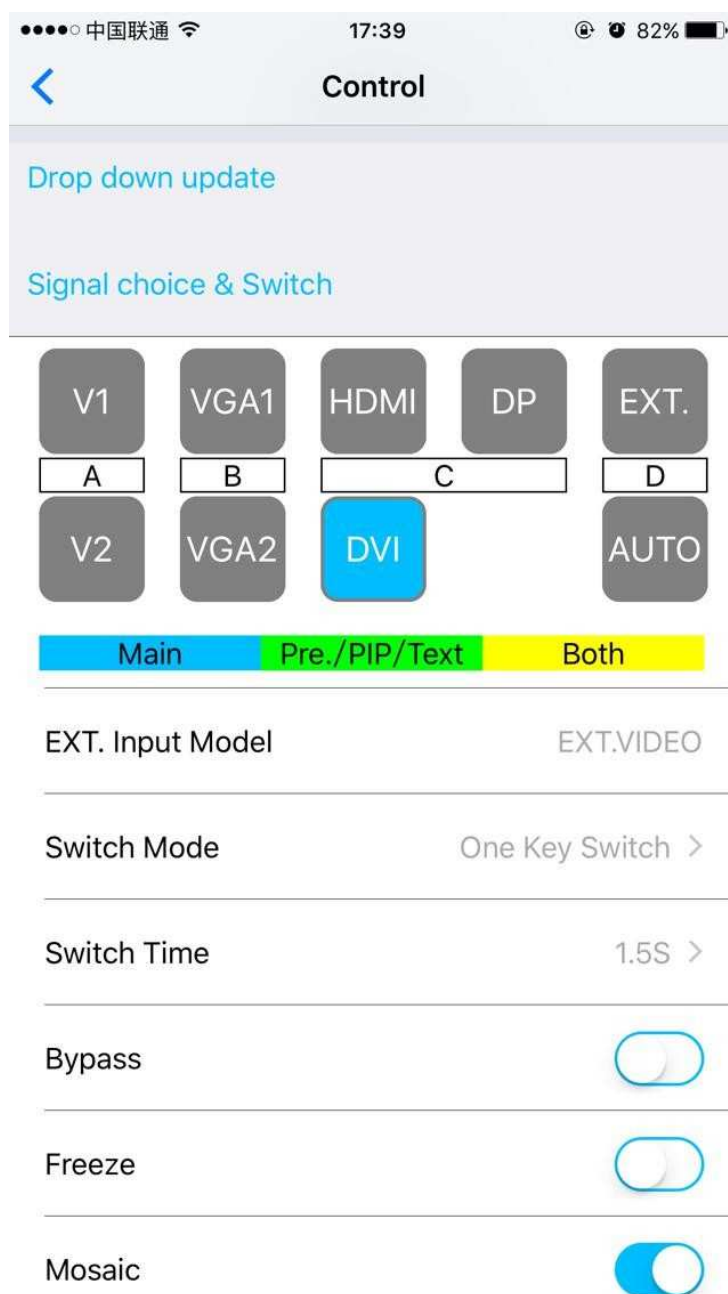 中国联通 17:39 82%
Control
Drop down update
Signal choice & Switch
V1 VGA1 HDMI DP EXT.
A B C D
V2 VGA2 DVI AUTO
Main Pre./PIP/Text Both
EXT. Input Model EXT.VIDEO
Switch Mode One Key Switch
Switch Time 1.5S
Bypass
Freeze
Mosaic